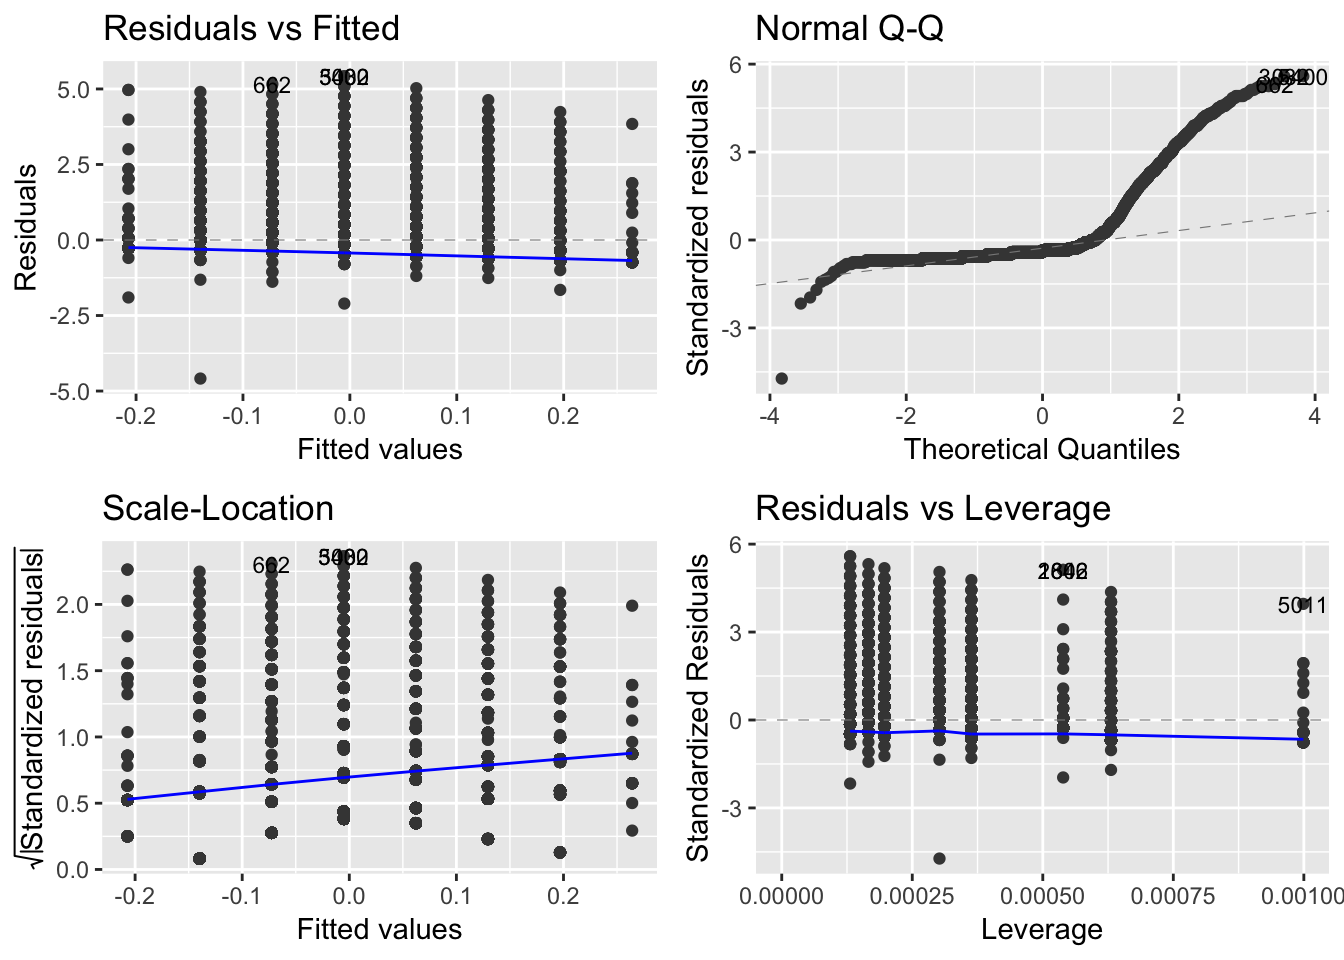 Residuals vs Fitted
662
5.0
2.5
0.0
-2.5
-5.0
Residuals
-0.2 -0.1 0.0 0.1 0.2
Fitted values
Normal Q-Q
662
6
3
0
-3
Standardized residuals
-4 -2 0 2 4
Theoretical Quantiles
Scale-Location
662
2.0
1.5
1.0
0.5
0.0
√|Standardized residuals|
-0.2 -0.1 0.0 0.1 0.2
Fitted values
Residuals vs Leverage
5011
6
3
0
-3
Standardized Residuals
0.00000 0.00025 0.00050 0.00075 0.00100
Leverage